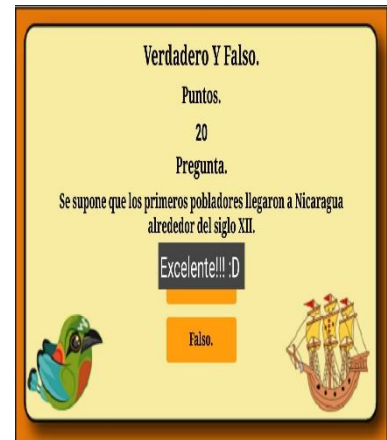 Verdadero Y Falso.
Puntos.
20
Pregunta.
Se supone que los primeros pobladores llegaron a Nicaragua
alrededor del siglo XII.
Excelente!!! :D
Falso.